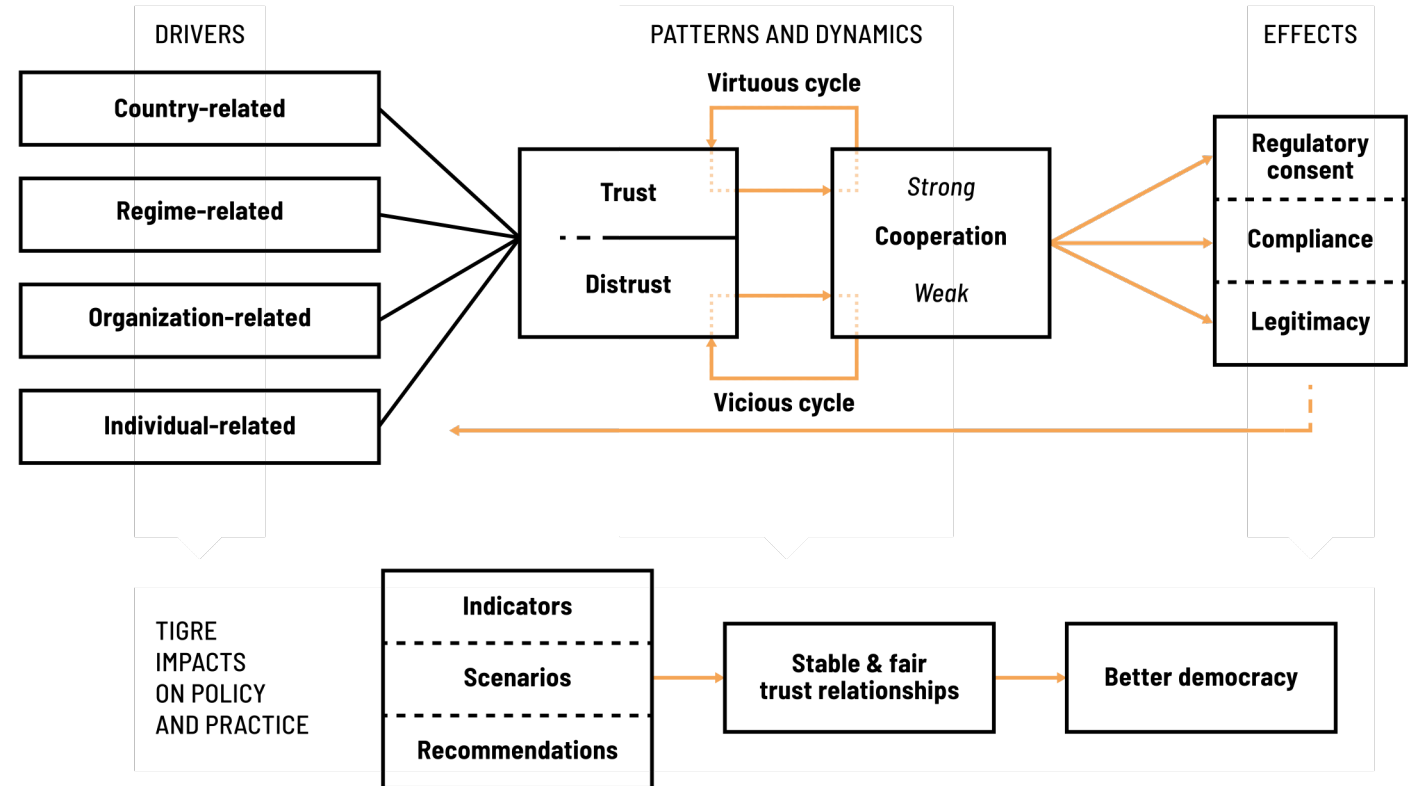 DRIVERS
PATTERNS AND DYNAMICS
EFFECTS
Country-related
Regime-related
Organization-related
Individual-related
Virtuous cycle
Trust
Distrust
Strong
Cooperation
Weak
Vicious cycle
Regulatory
consent
Compliance
Legitimacy
TIGRE
IMPACTS
ON POLICY
AND PRACTICE
Indicators
Scenarios
Recommendations
Stable & fair
trust relationships
Better democracy